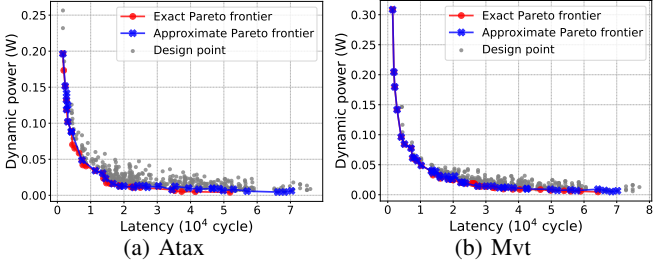 Exact Pareto frontier
Approximate Pareto frontier
Design point
Dynamic power (W)
0.25
0.20
0.15
0.10
0.05
0.00
0 1 2 3 4 5 6 7
Latency (10⁴ cycle)
(a) Atax
Exact Pareto frontier
Approximate Pareto frontier
Design point
Dynamic power (W)
0.30
0.25
0.20
0.15
0.10
0.05
0.00
0 1 2 3 4 5 6 7 8
Latency (10⁴ cycle)
(b) Mvt